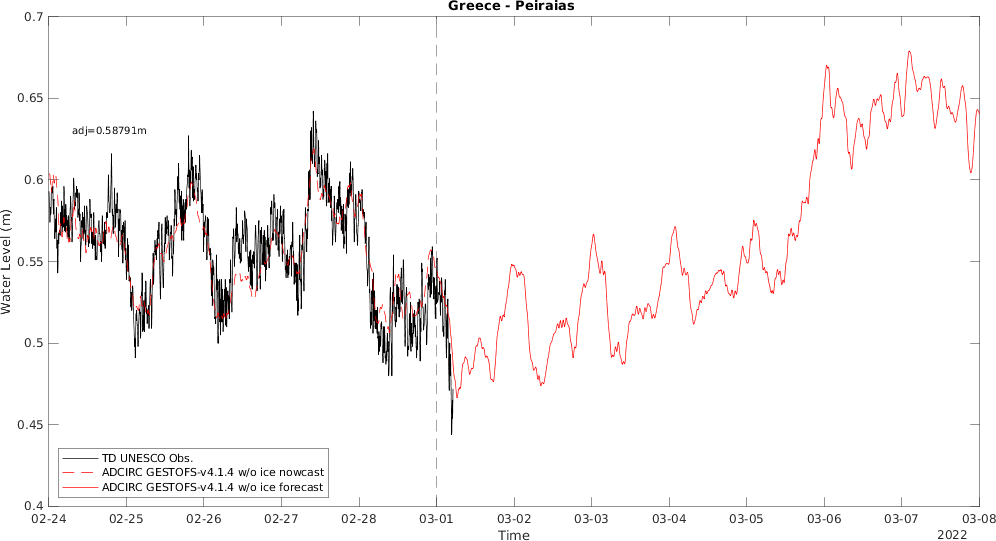 Greece - Peiraias
0.7
0.65
0.6
0.55
0.5
0.45
0.4
Water Level (m)
adj=0.58791m
TD UNESCO Obs.
ADCIRC GESTOFS-v4.1.4 w/o ice nowcast
ADCIRC GESTOFS-v4.1.4 w/o ice forecast
02-24 02-25 02-26 02-27 02-28 03-01 03-02 03-03 03-04 03-05 03-06 03-07 03-08
Time
2022